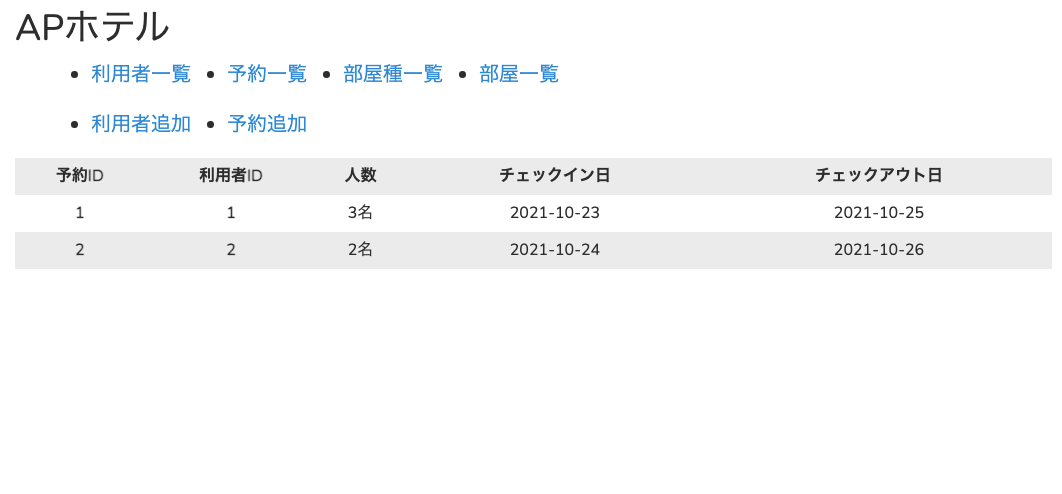 APホテル
• 利用者一覧 • 予約一覧 • 部屋種一覧 • 部屋一覧
• 利用者追加 • 予約追加
予約ID 利用者ID 人数 チェックイン日 チェックアウト日
1 1 3名 2021-10-23 2021-10-25
2 2 2名 2021-10-24 2021-10-26